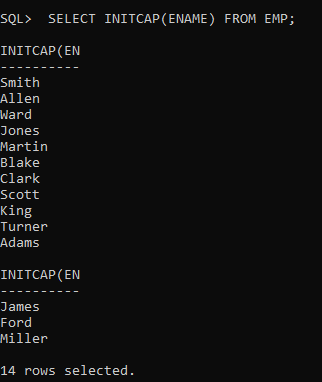 SQL>  SELECT INITCAP(ENAME) FROM EMP;
INITCAP(EN
----------
Smith
Allen
Ward
Jones
Martin
Blake
Clark
Scott
King
Turner
Adams
INITCAP(EN
----------
James
Ford
Miller
14 rows selected.